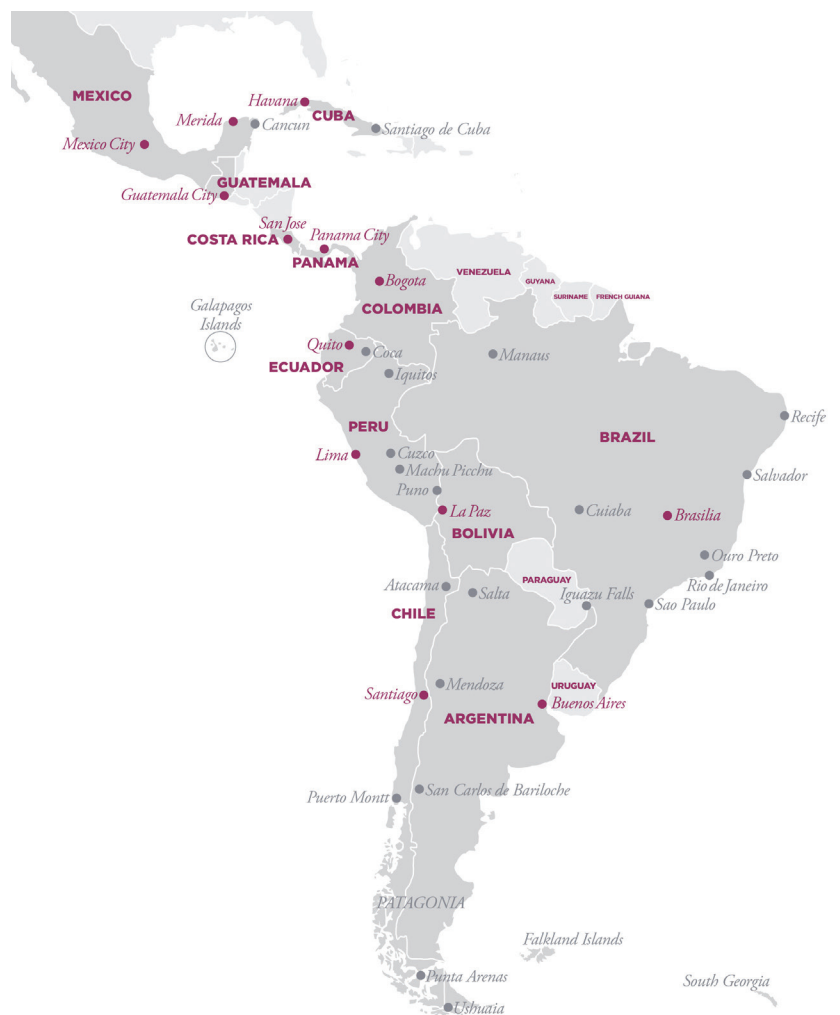 MEXICO
Havana
CUBA
Merida
Cancun
Santiago de Cuba
Mexico City
GUATEMALA
Guatemala City
San Jose
COSTA RICA
Panama City
PANAMA
VENEZUELA
GUYANA
SURINAME
FRENCH GUIANA
Bogota
COLOMBIA
Galapagos
Islands
Quito
Coca
Manaus
ECUADOR
Iquitos
Recife
PERU
BRAZIL
Lima
Cuzco
Machu Picchu
Salvador
Puno
La Paz
Cuiaba
Brasilia
BOLIVIA
Ouro Preto
PARAGUAY
Atacama
Salta
Iguazu Falls
Rio de Janeiro
Sao Paulo
CHILE
Mendoza
URUGUAY
Santiago
Buenos Aires
ARGENTINA
Puerto Montt
San Carlos de Bariloche
PATAGONIA
Falkland Islands
Punta Arenas
South Georgia
Ushuaia